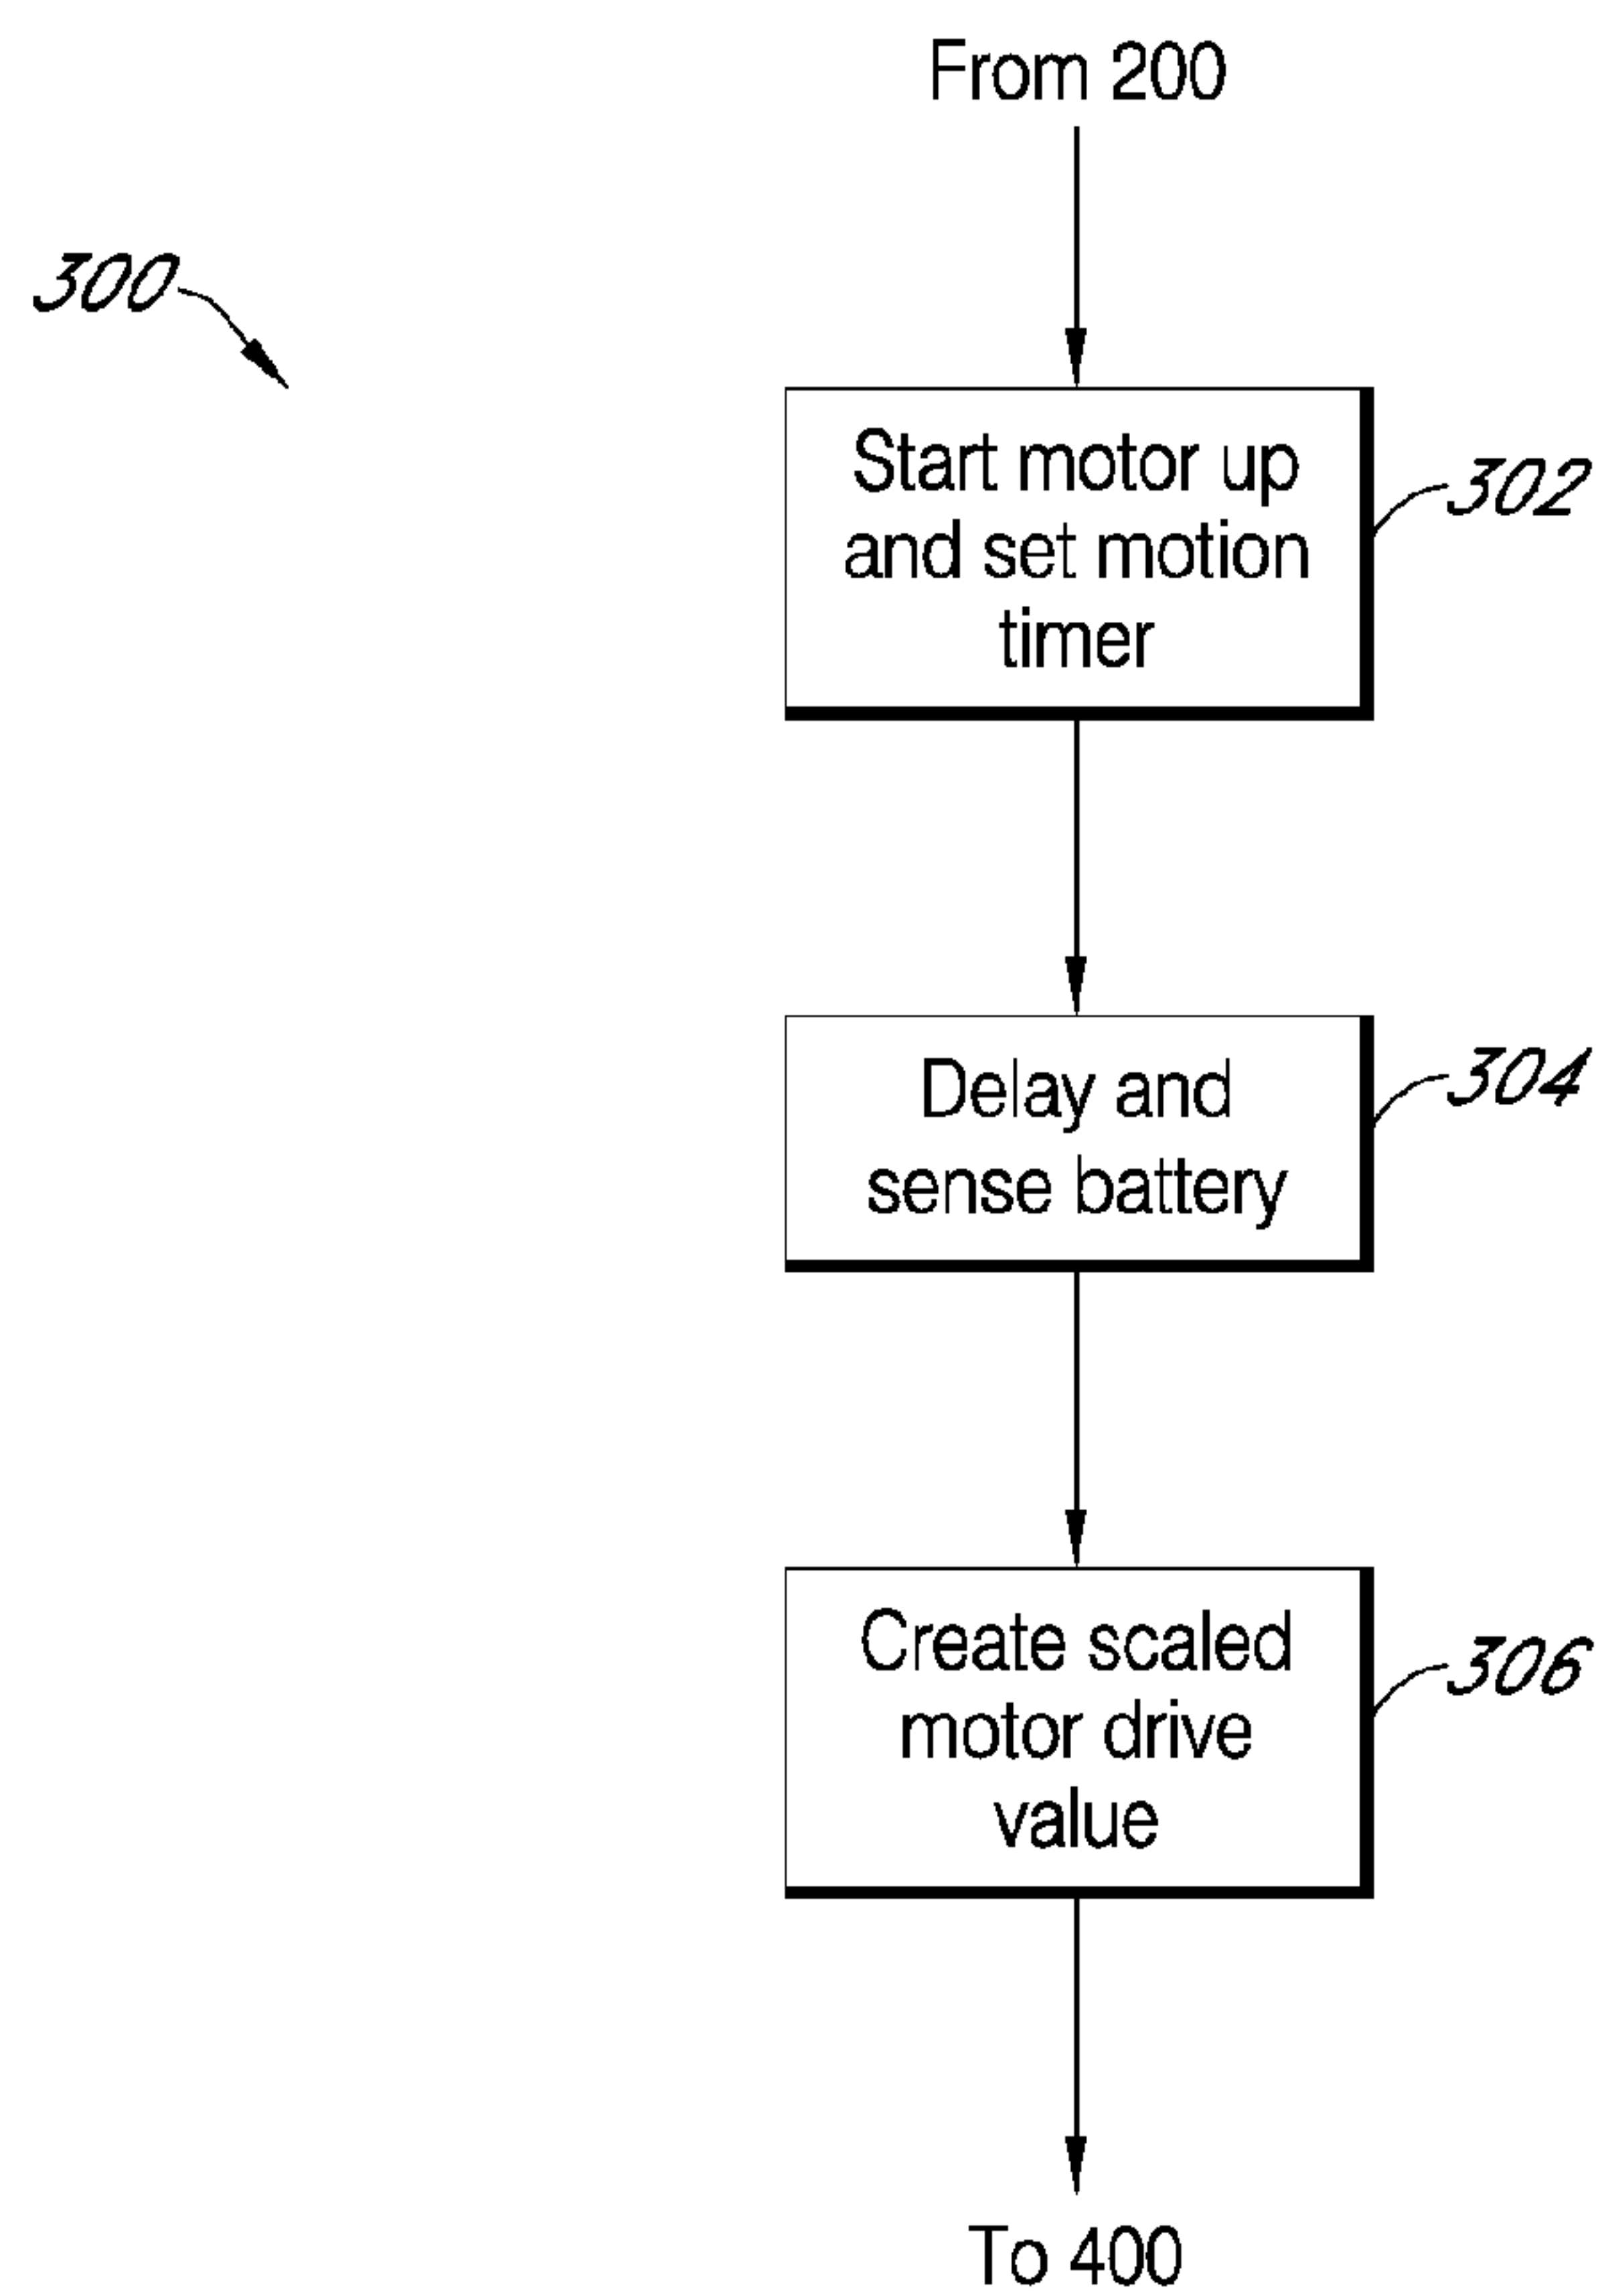 From 200
300
Start motor up
and set motion
timer
302
Delay and
sense battery
304
Create scaled
motor drive
value
306
To 400